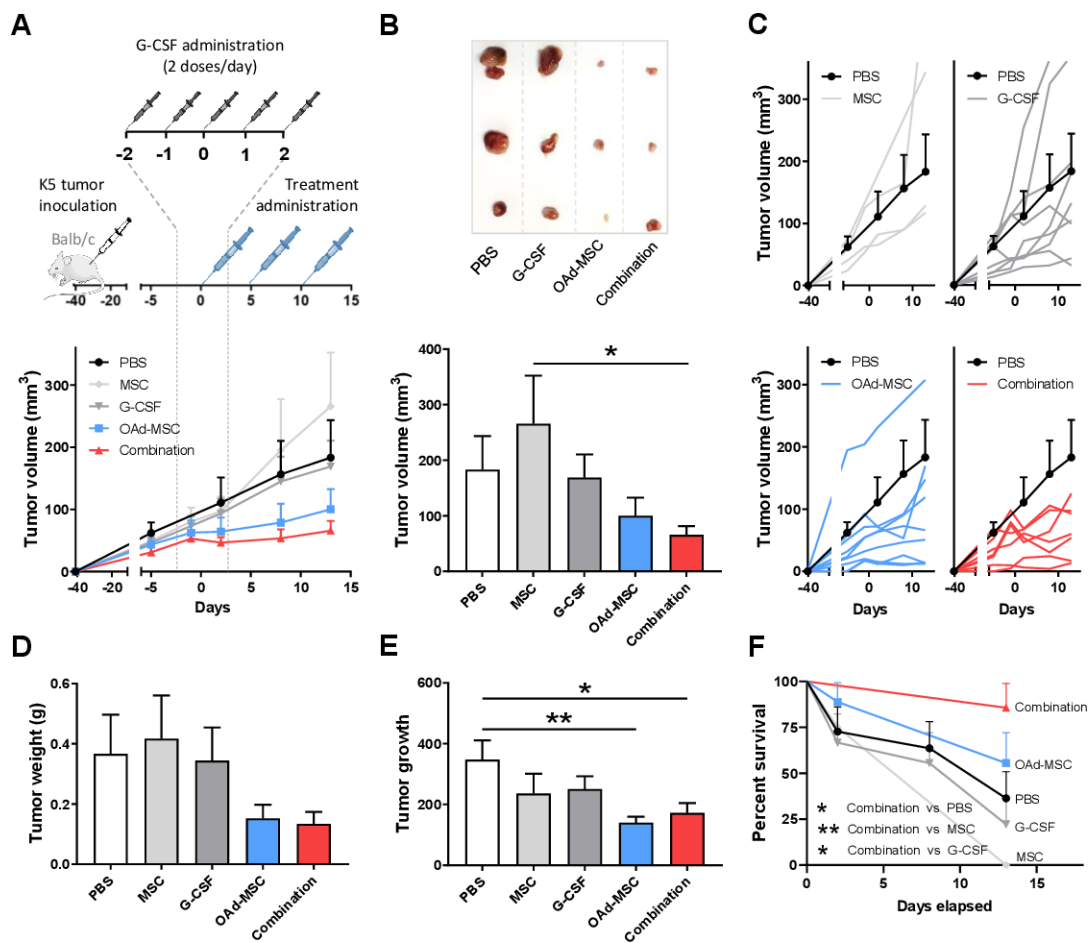 A
G-CSF administration
(2 doses/day)
-2 -1 0 1 2
K5 tumor
inoculation
Treatment
administration
Balb/c
-40 -20 -5 0 5 10 15
PBS
MSC
G-CSF
OAd-MSC
Combination
Tumor volume (mm³)
300
200
100
0
-40 -20 -5 0 5 10 15
Days
B
PBS
G-CSF
OAd-MSC
Combination
Tumor volume (mm³)
400
300
200
100
0
*
PBS
MSC
G-CSF
OAd-MSC
Combination
C
Tumor volume (mm³)
300
200
100
0
PBS
MSC
-40 0 10
PBS
G-CSF
-40 0 10
Tumor volume (mm³)
300
200
100
0
PBS
OAd-MSC
-40 0 10
Days
PBS
Combination
-40 0 10
Days
D
Tumor weight (g)
0.6
0.4
0.2
0.0
PBS
MSC
G-CSF
OAd-MSC
Combination
E
Tumor growth
600
400
200
0
*
**
PBS
MSC
G-CSF
OAd-MSC
Combination
F
Percent survival
100
75
50
25
0
Combination
OAd-MSC
PBS
G-CSF
MSC
* Combination vs PBS
** Combination vs MSC
* Combination vs G-CSF
0 5 10 15
Days elapsed